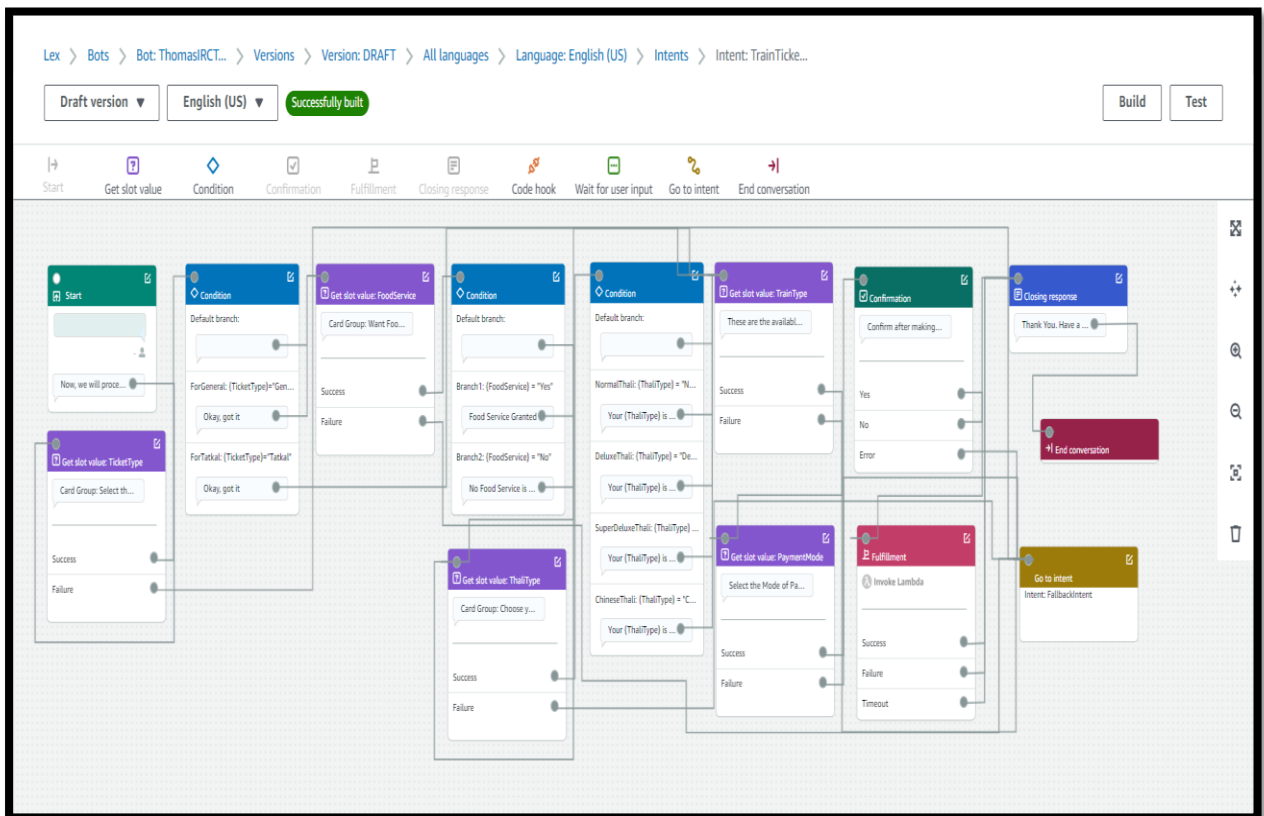 Lex > Bots > Bot: ThomasIRCT... > Versions > Version: DRAFT > All languages > Language: English (US) > Intents > Intent: TrainTicke...
Draft version ▼ English (US) ▼ Successfully built Build Test
Start Get slot value Condition Confirmation Fulfillment Closing response Code hook Wait for user input Go to intent End conversation
Start
Now, we will proce...
Get slot value: TicketType
Card Group: Select th...
Success
Failure
Condition
Default branch:
ForGeneral: {TicketType}="Gen...
Okay, got it
ForTatkal: {TicketType}="Tatkal"
Okay, got it
Get slot value: FoodService
Card Group: Want Foo...
Success
Failure
Condition
Default branch:
Branch1: {FoodService} = "Yes"
Food Service Granted
Branch2: {FoodService} = "No"
No Food Service is ...
Get slot value: ThaliType
Card Group: Choose y...
Success
Failure
Condition
Default branch:
NormalThali: {ThaliType} = "N...
Your {ThaliType} is ...
DeluxeThali: {ThaliType} = "De...
Your {ThaliType} is ...
SuperDeluxeThali: {ThaliType} ...
Your {ThaliType} is ...
ChineseThali: {ThaliType} = "C...
Your {ThaliType} is ...
Get slot value: TrainType
These are the availabl...
Success
Failure
Get slot value: PaymentMode
Select the Mode of Pa...
Success
Failure
Confirmation
Confirm after making...
Yes
No
Error
Fulfillment
Invoke Lambda
Success
Failure
Timeout
Closing response
Thank You. Have a ...
End conversation
Go to intent
Intent: FallbackIntent